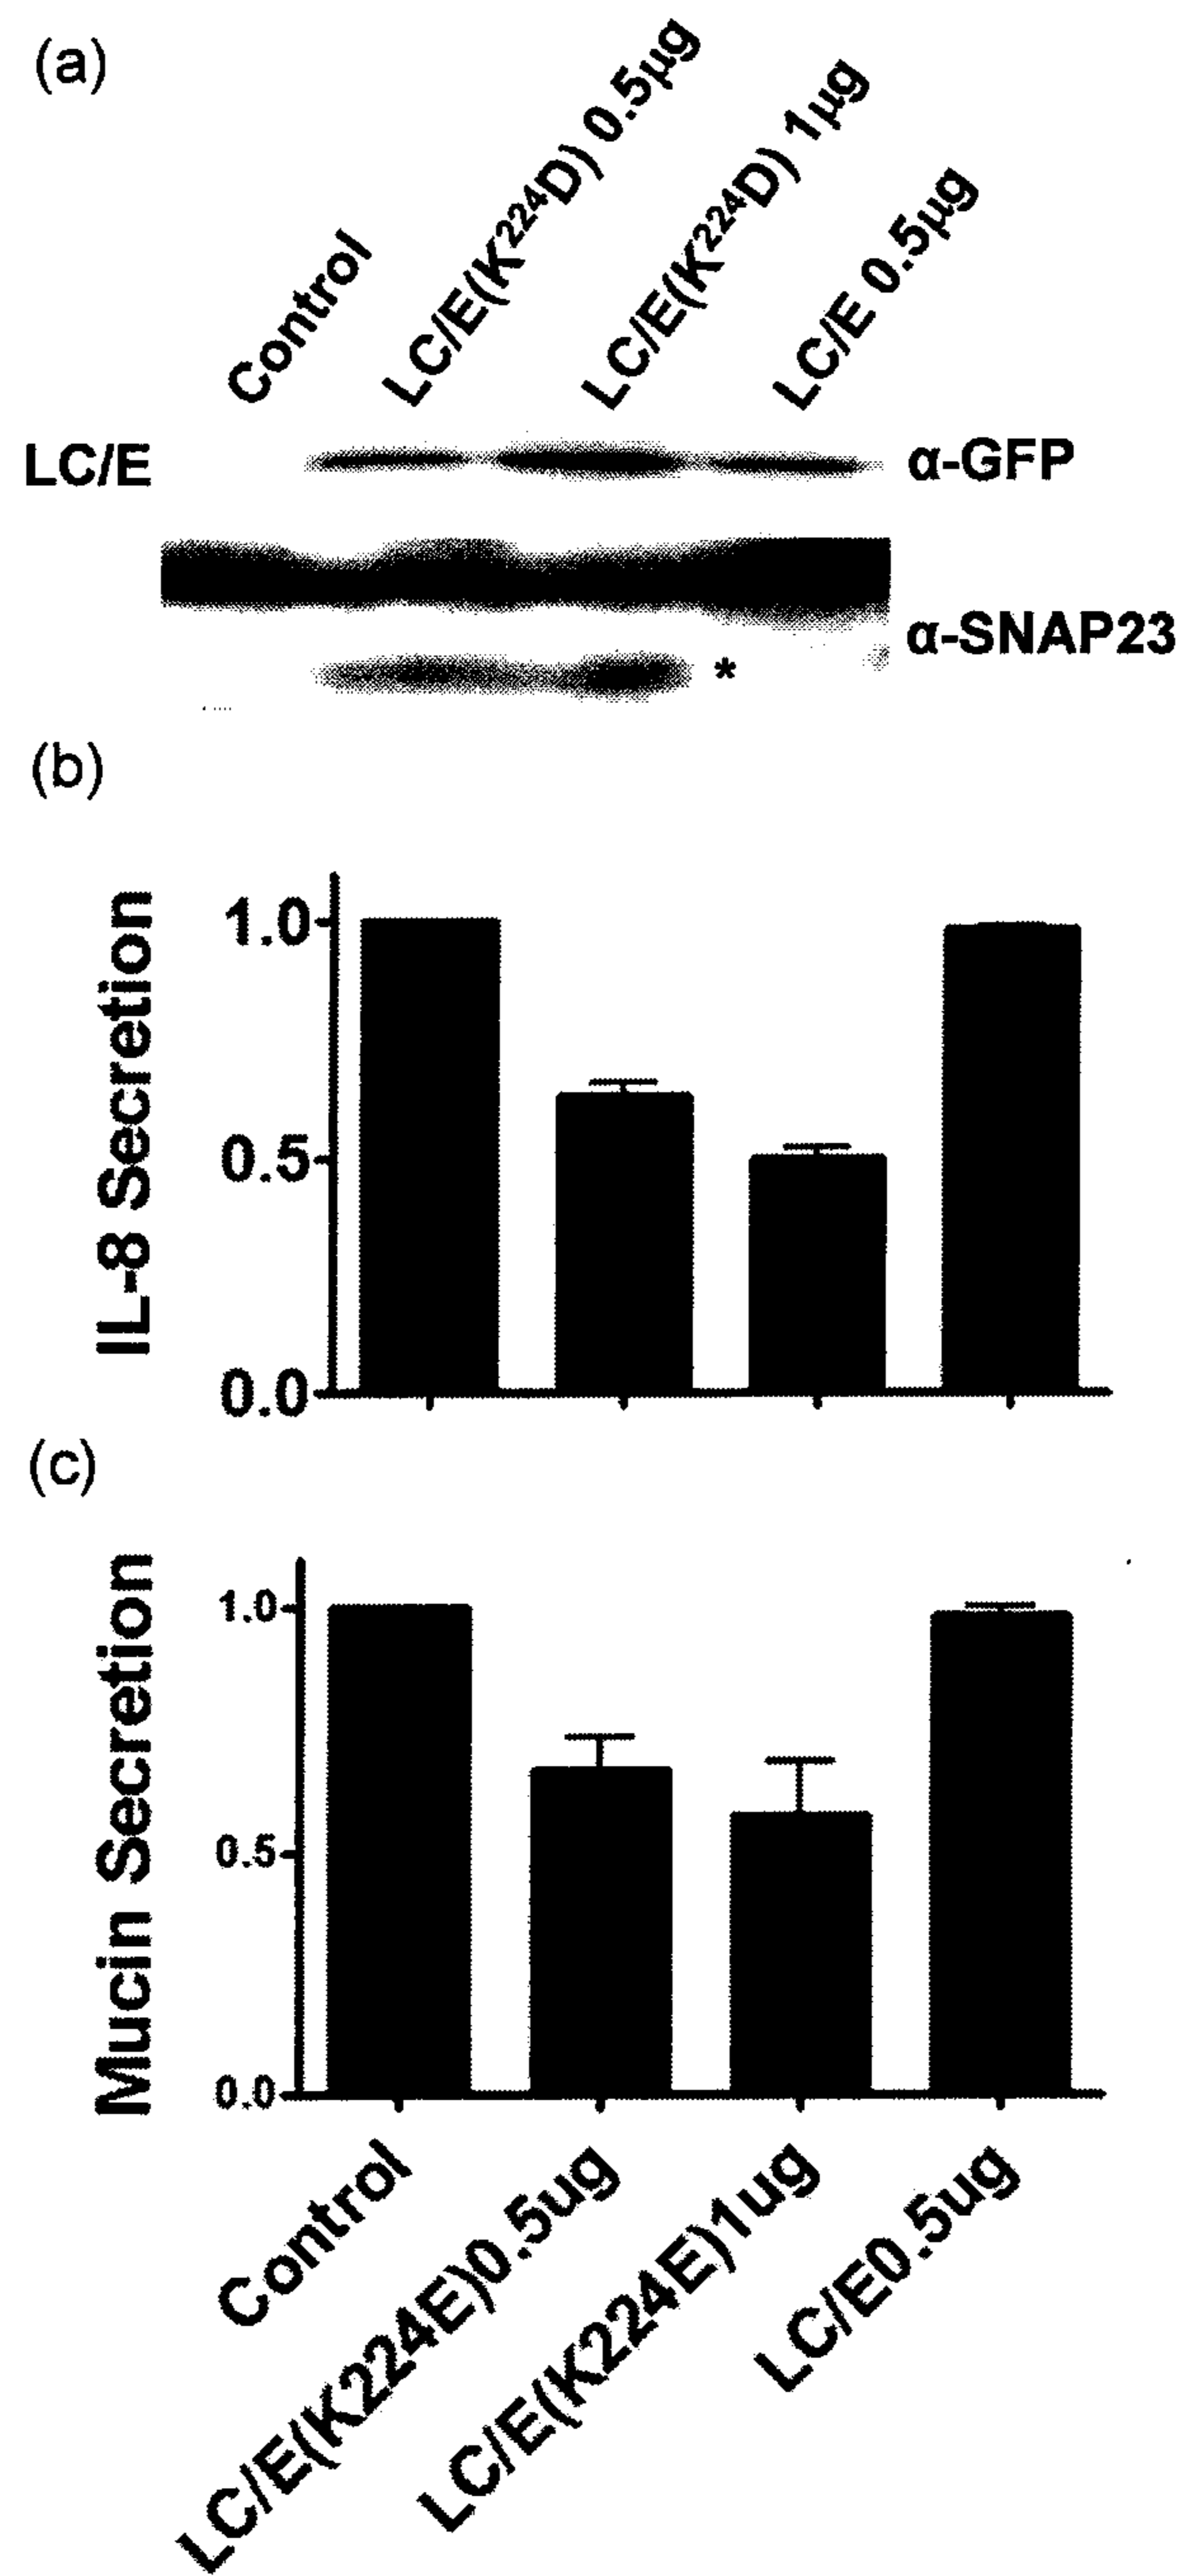 (a)
Control
LC/E(K²²⁴D) 0.5µg
LC/E(K²²⁴D) 1µg
LC/E 0.5µg
LC/E
α-GFP
α-SNAP23
*
(b)
IL-8 Secretion
1.0
0.5
0.0
(c)
Mucin Secretion
1.0
0.5
0.0
Control
LC/E(K224E)0.5ug
LC/E(K224E)1ug
LC/E0.5ug